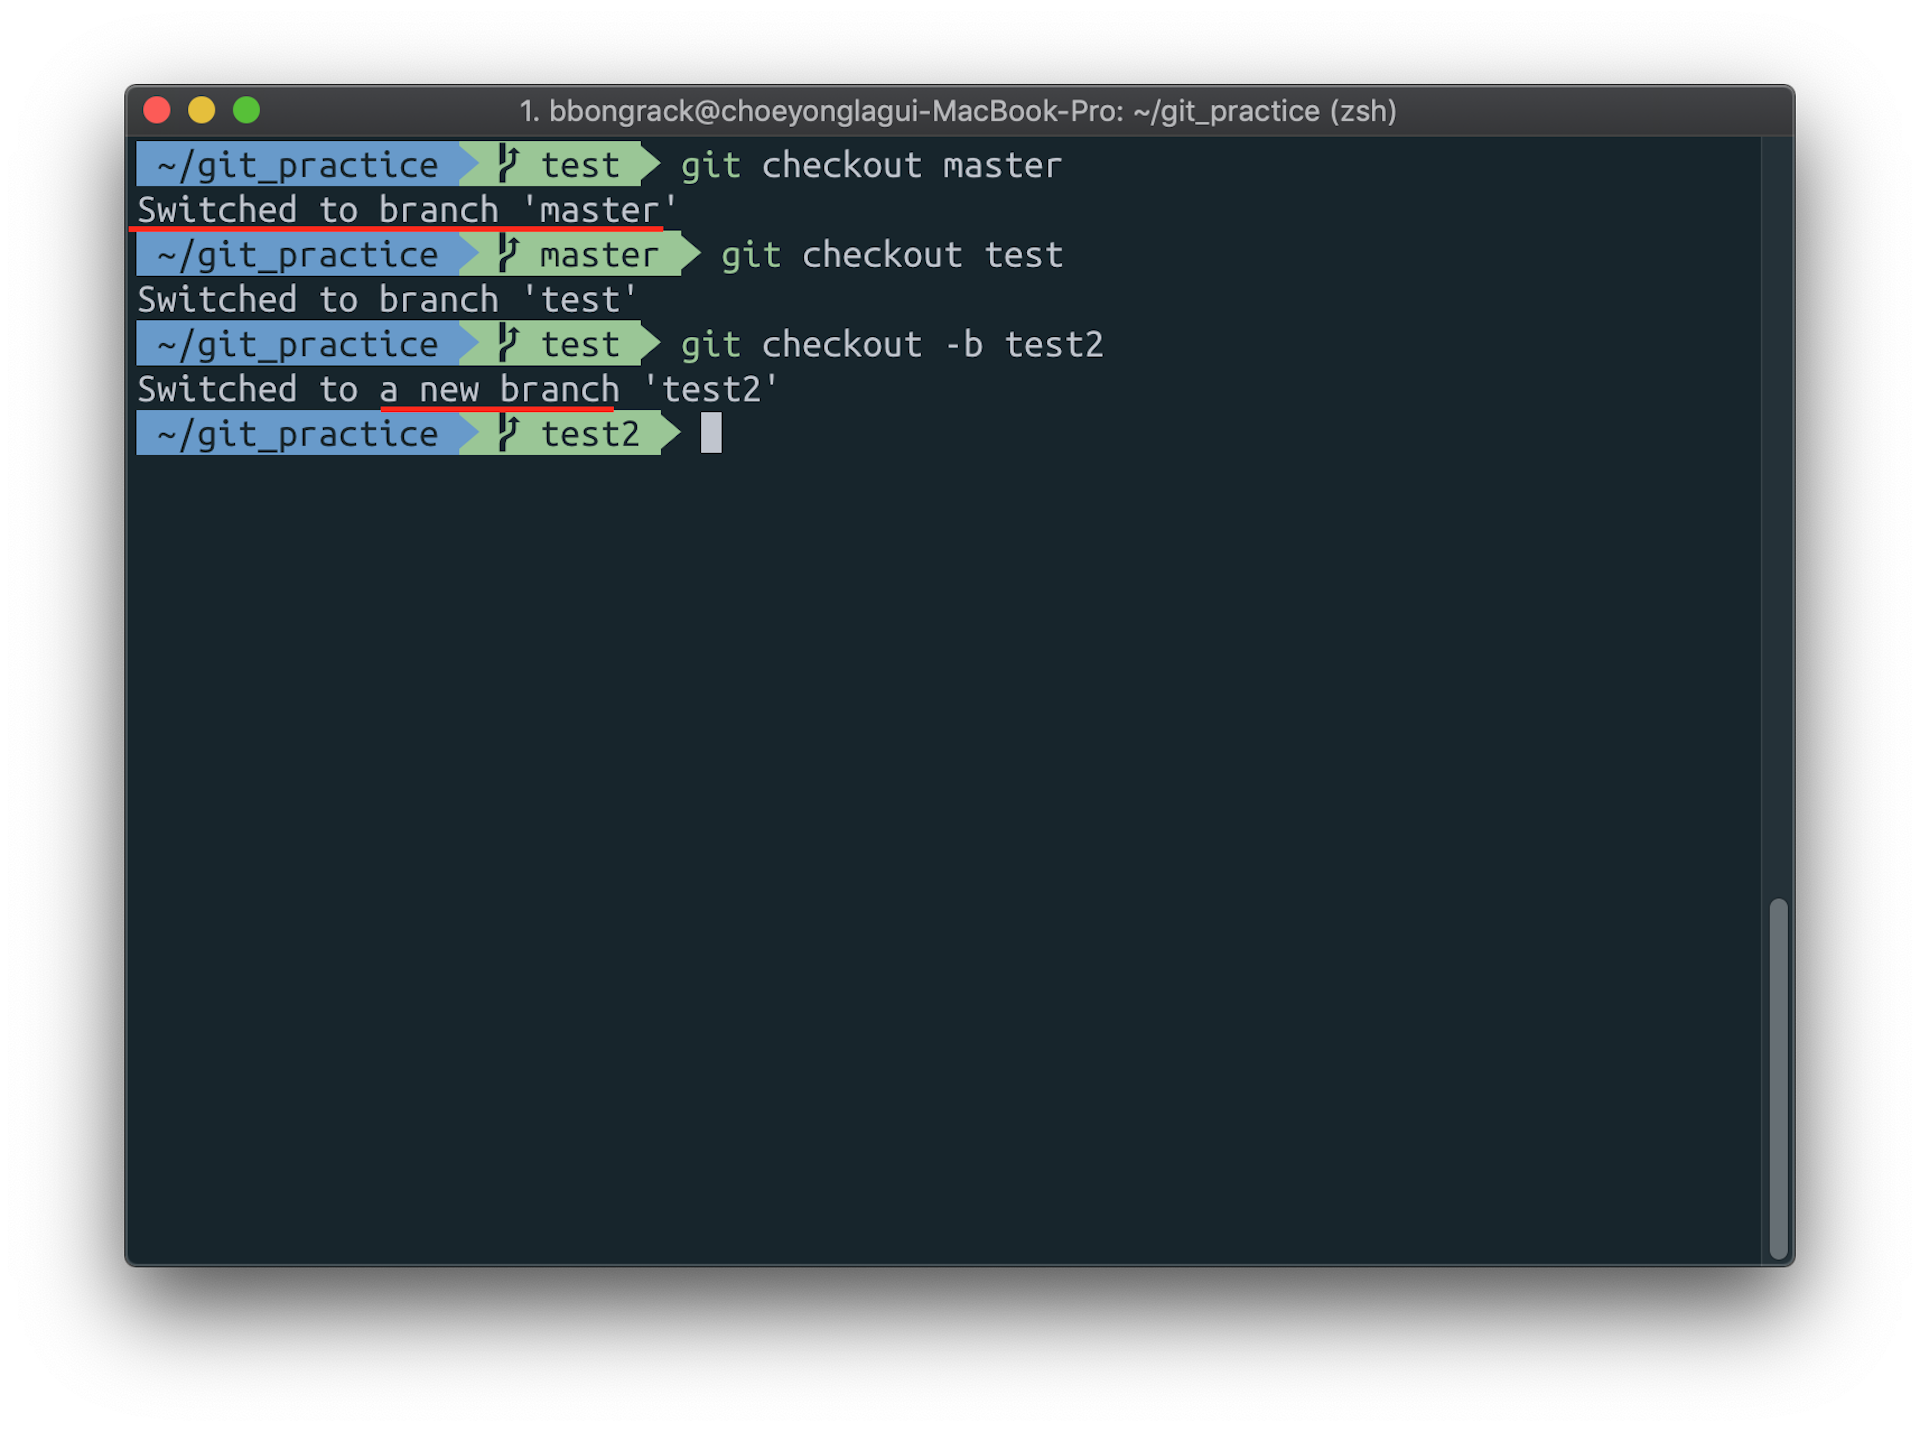 1. bbongrack@choeyonglagui-MacBook-Pro: ~/git_practice (zsh)
~/git_practice test git checkout master
Switched to branch 'master'
~/git_practice master git checkout test
Switched to branch 'test'
~/git_practice test git checkout -b test2
Switched to a new branch 'test2'
~/git_practice test2